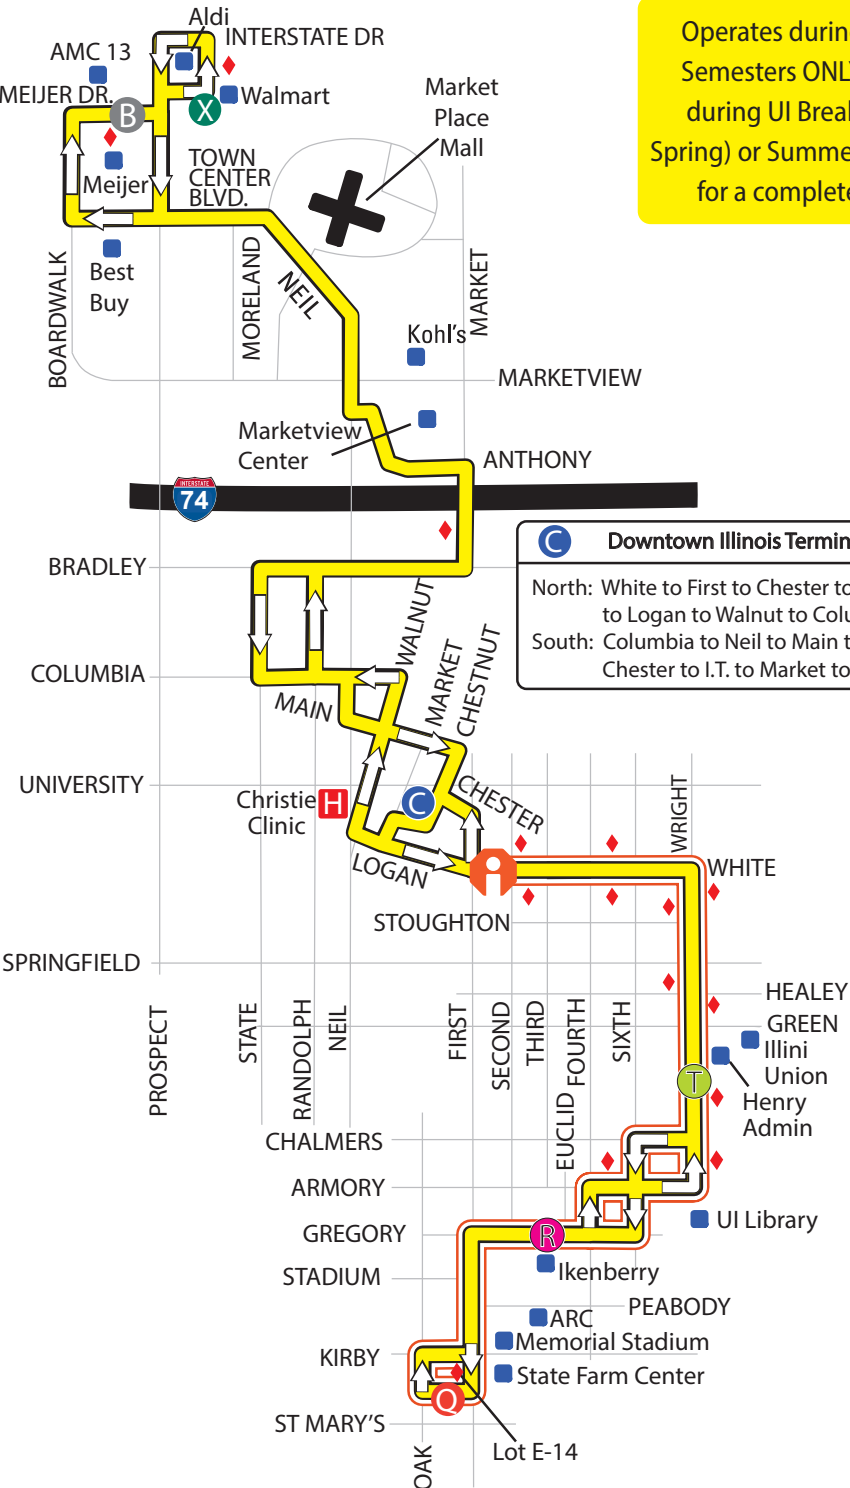 Aldi
INTERSTATE DR
AMC 13
MEIJER DR.
B
X
Walmart
Meijer
TOWN
CENTER
BLVD.
Market
Place
Mall
Operates durin
Semesters ONL
during UI Brea
Spring) or Summe
for a complete
BOARDWALK
Best
Buy
MORELAND
NEIL
MARKET
Kohl's
MARKETVIEW
Marketview
Center
ANTHONY
INTERSTATE
74
BRADLEY
C
Downtown Illinois Termin
North: White to First to Chester to
to Logan to Walnut to Colu
South: Columbia to Neil to Main t
Chester to I.T. to Market to
WALNUT
MARKET
CHESTNUT
COLUMBIA
MAIN
UNIVERSITY
Christie
Clinic
H
C
CHESTER
WRIGHT
LOGAN
WHITE
STOUGHTON
SPRINGFIELD
PROSPECT
STATE
RANDOLPH
NEIL
FIRST
SECOND
THIRD
FOURTH
SIXTH
HEALEY
GREEN
Illini
Union
T
Henry
Admin
EUCLID
CHALMERS
ARMORY
GREGORY
R
UI Library
STADIUM
Ikenberry
PEABODY
ARC
Memorial Stadium
KIRBY
State Farm Center
Q
ST MARY'S
Lot E-14
OAK